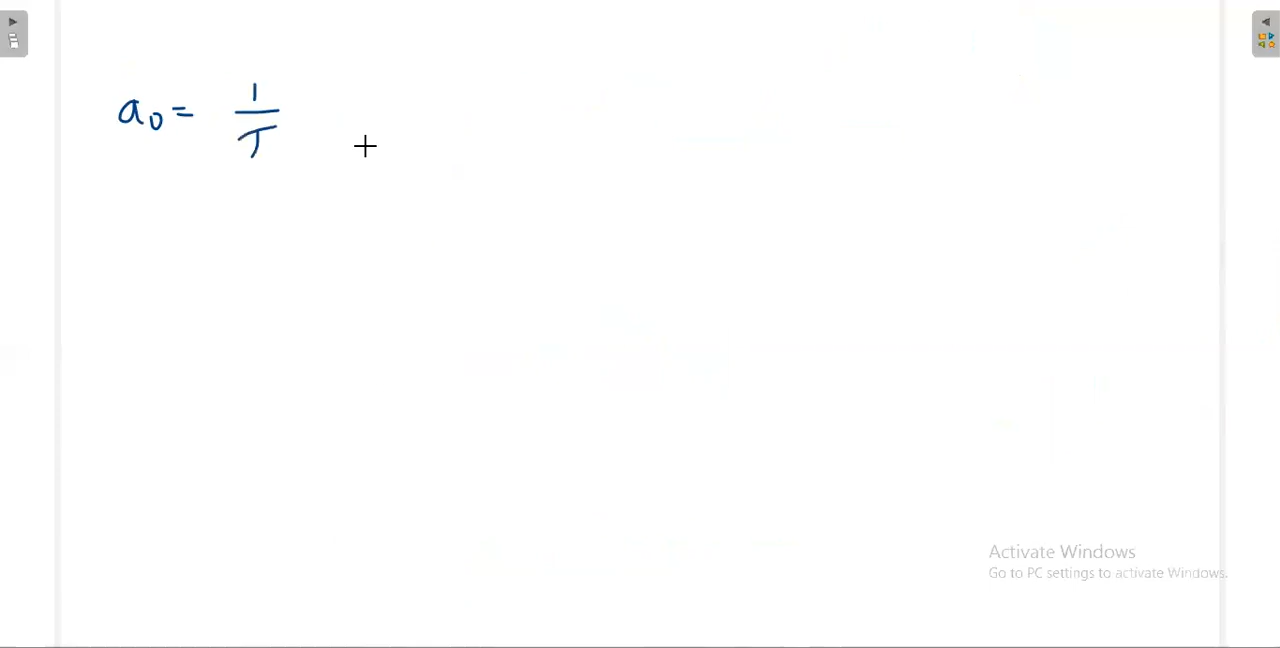 a₀ = 1/T
Activate Windows
Go to PC settings to activate Windows.